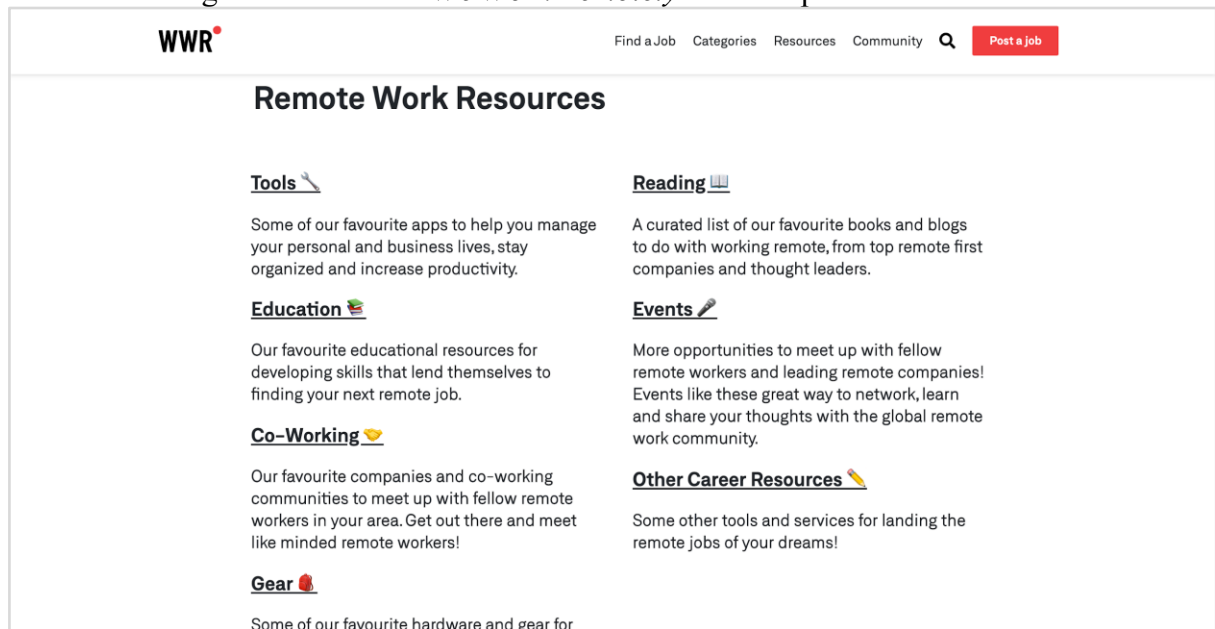 WWR
Find a Job Categories Resources Community Post a job
Remote Work Resources
Tools
Some of our favourite apps to help you manage
your personal and business lives, stay
organized and increase productivity.
Education
Our favourite educational resources for
developing skills that lend themselves to
finding your next remote job.
Co-Working
Our favourite companies and co-working
communities to meet up with fellow remote
workers in your area. Get out there and meet
like minded remote workers!
Gear
Some of our favourite hardware and gear for
Reading
A curated list of our favourite books and blogs
to do with working remote, from top remote first
companies and thought leaders.
Events
More opportunities to meet up with fellow
remote workers and leading remote companies!
Events like these great way to network, learn
and share your thoughts with the global remote
work community.
Other Career Resources
Some other tools and services for landing the
remote jobs of your dreams!